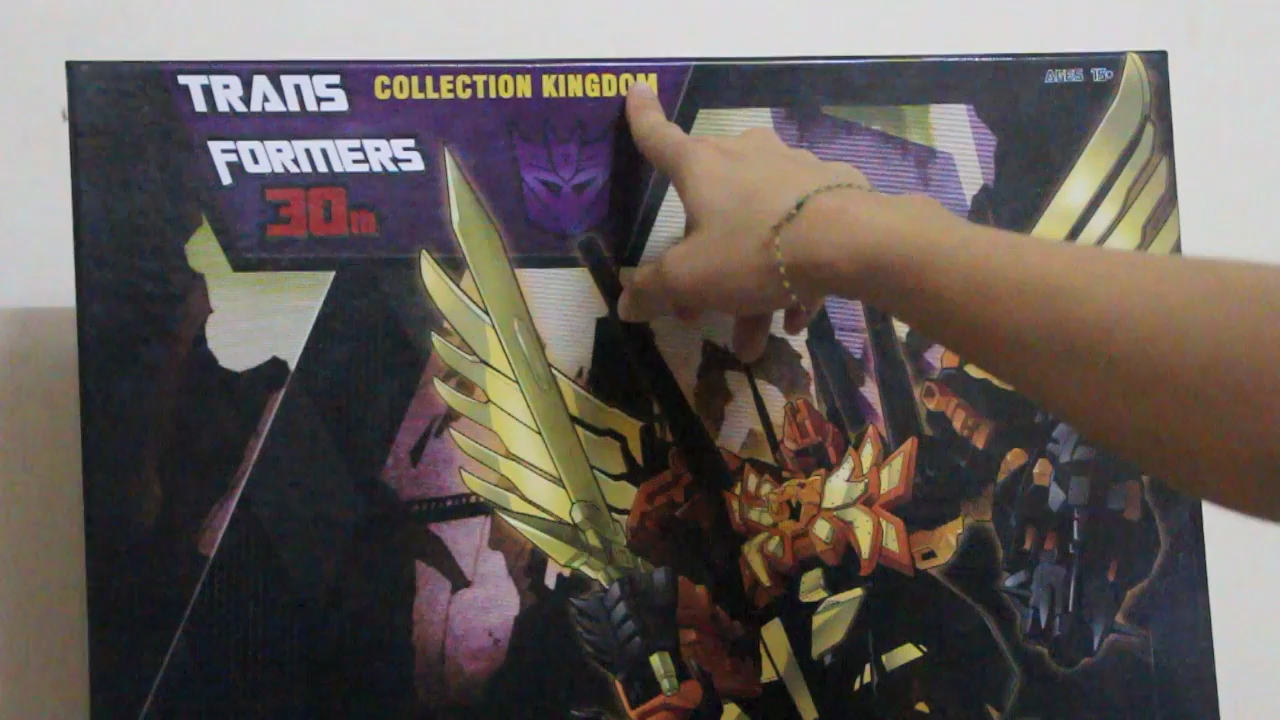 TRANS
FORMERS
30th
COLLECTION KINGDOM
AGES 15+